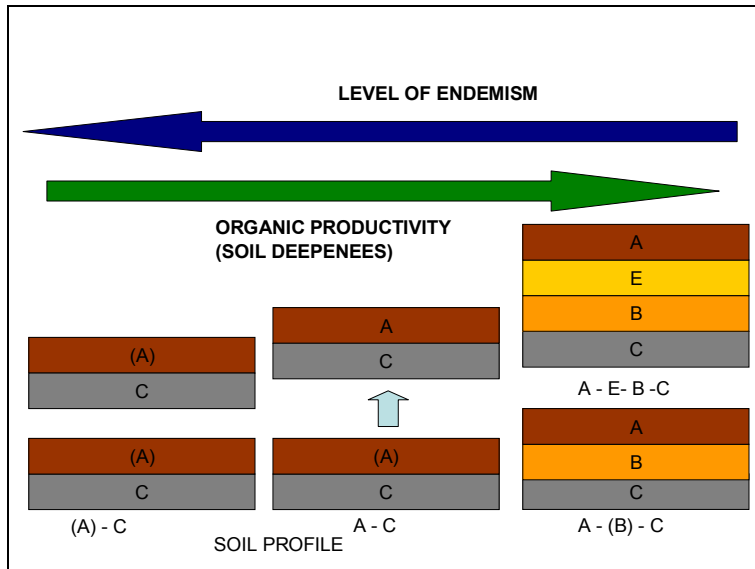 LEVEL OF ENDEMISM
ORGANIC PRODUCTIVITY
(SOIL DEEPENEES)
(A)
C
(A)
C
(A) - C
A
C
(A)
C
A - C
A
E
B
C
A - E- B -C
A
B
C
A - (B) - C
SOIL PROFILE